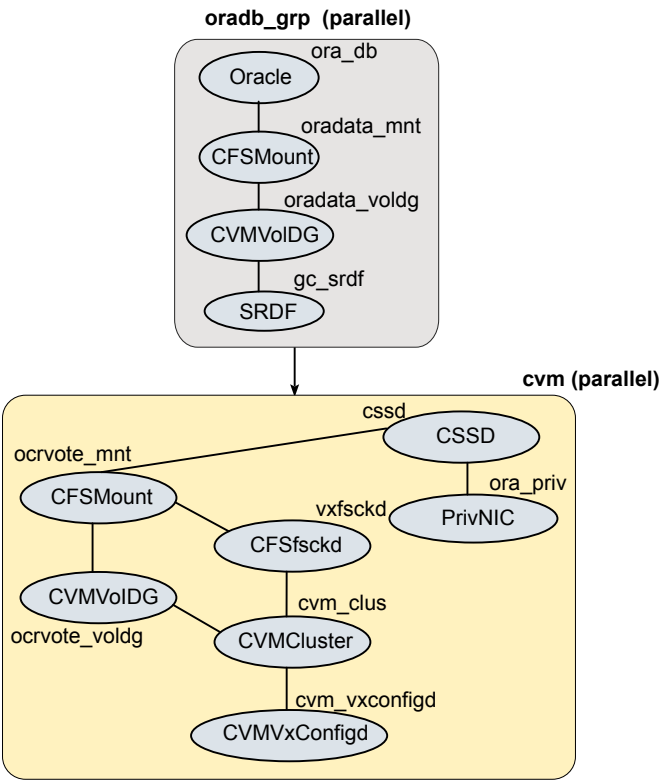 oradb_grp (parallel)
ora_db
Oracle
oradata_mnt
CFSMount
oradata_voldg
CVMVolDG
gc_srdf
SRDF
cvm (parallel)
cssd
CSSD
ocrvote_mnt
ora_priv
CFSMount
vxfsckd
PrivNIC
CFSfsckd
CVMVolDG
cvm_clus
ocrvote_voldg
CVMCluster
cvm_vxconfigd
CVMVxConfigd